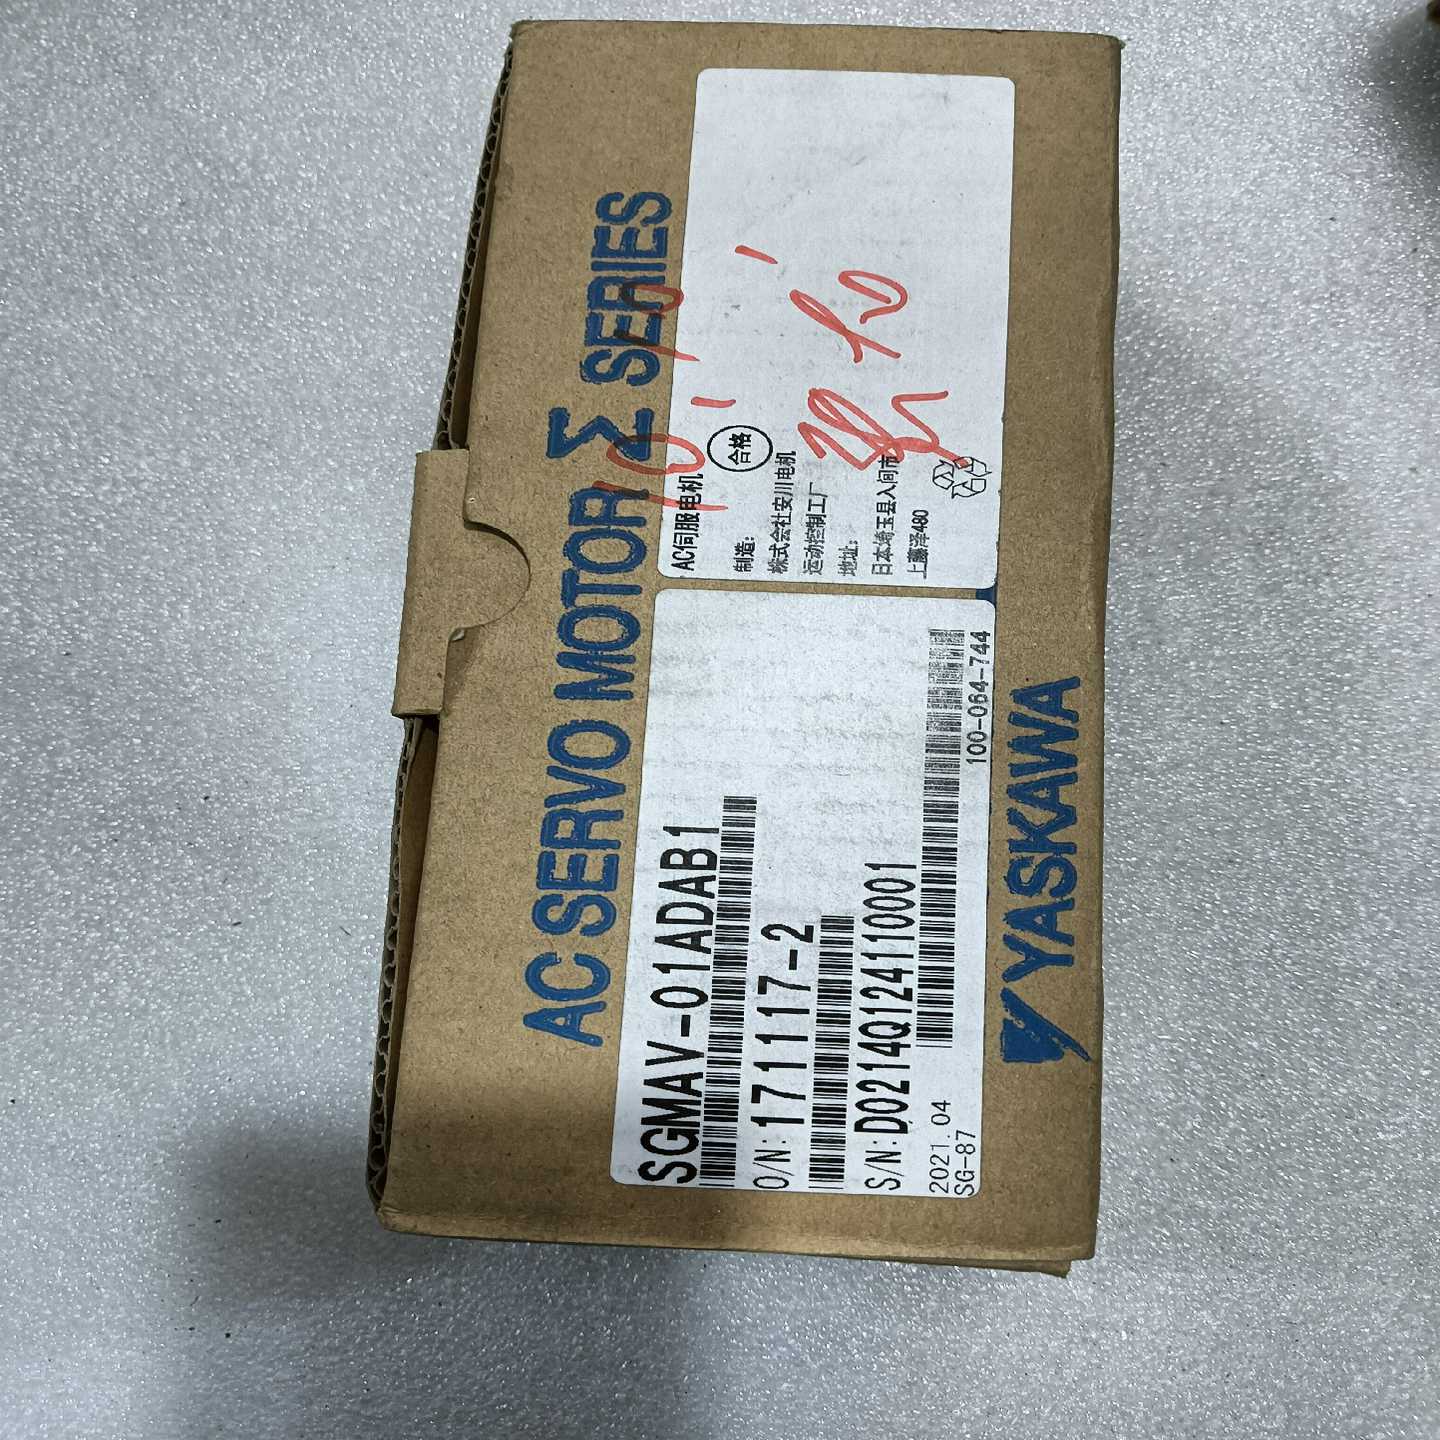 AC SERVO MOTOR Σ SERIES
AC伺服电机
合格
制造:
株式会社安川电机
运动控制工厂
地址:
日本埼玉县入间市
上藤泽480
SGMAV-01ADAB1
O/N:171117-2
S/N:D0214Q124110001
2021.04
SG-87
100-064-744
YASKAWA